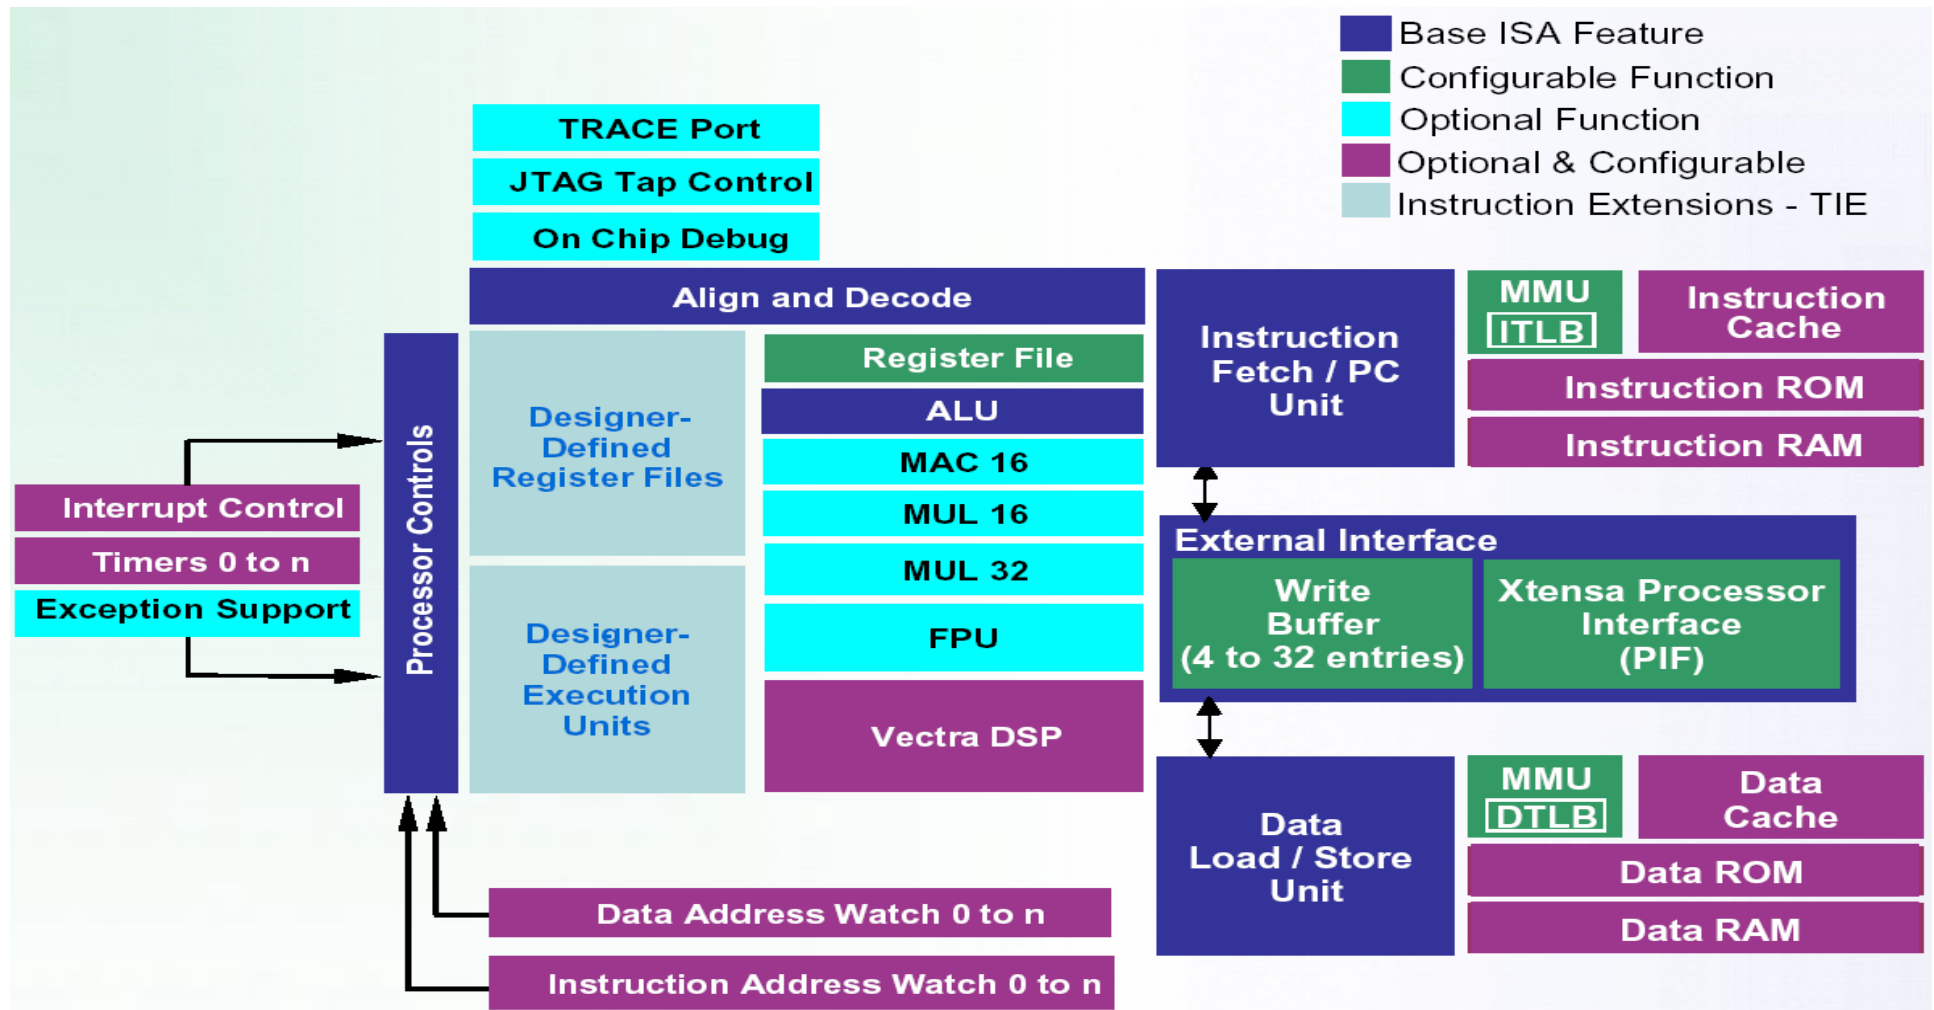 Base ISA Feature
Configurable Function
Optional Function
Optional & Configurable
Instruction Extensions - TIE
TRACE Port
JTAG Tap Control
On Chip Debug
Align and Decode
Processor Controls
Interrupt Control
Timers 0 to n
Exception Support
Designer-
Defined
Register Files
Designer-
Defined
Execution
Units
Register File
ALU
MAC 16
MUL 16
MUL 32
FPU
Vectra DSP
Data Address Watch 0 to n
Instruction Address Watch 0 to n
Instruction
Fetch / PC
Unit
MMU
ITLB
Instruction
Cache
Instruction ROM
Instruction RAM
External Interface
Write
Buffer
(4 to 32 entries)
Xtensa Processor
Interface
(PIF)
Data
Load / Store
Unit
MMU
DTLB
Data
Cache
Data ROM
Data RAM